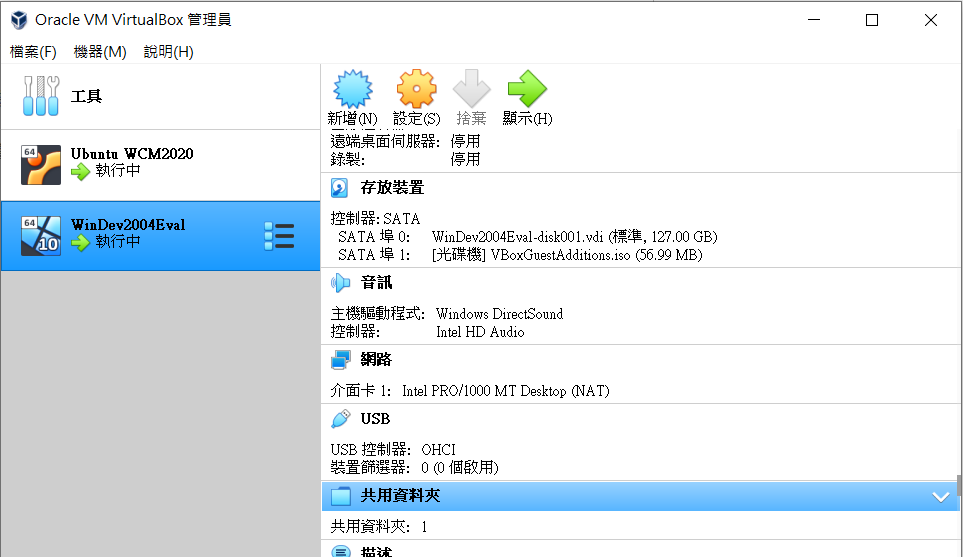 Oracle VM VirtualBox 管理員
檔案(F) 機器(M) 說明(H)
工具
64
Ubuntu WCM2020
執行中
64
10
WinDev2004Eval
執行中
新增(N) 設定(S) 捨棄 顯示(H)
遠端桌面伺服器: 停用
錄製: 停用
存放裝置
控制器: SATA
SATA 埠 0: WinDev2004Eval-disk001.vdi (標準, 127.00 GB)
SATA 埠 1: [光碟機] VBoxGuestAdditions.iso (56.99 MB)
音訊
主機驅動程式: Windows DirectSound
控制器: Intel HD Audio
網路
介面卡 1: Intel PRO/1000 MT Desktop (NAT)
USB
USB 控制器: OHCI
裝置篩選器: 0 (0 個啟用)
共用資料夾
共用資料夾: 1
描述